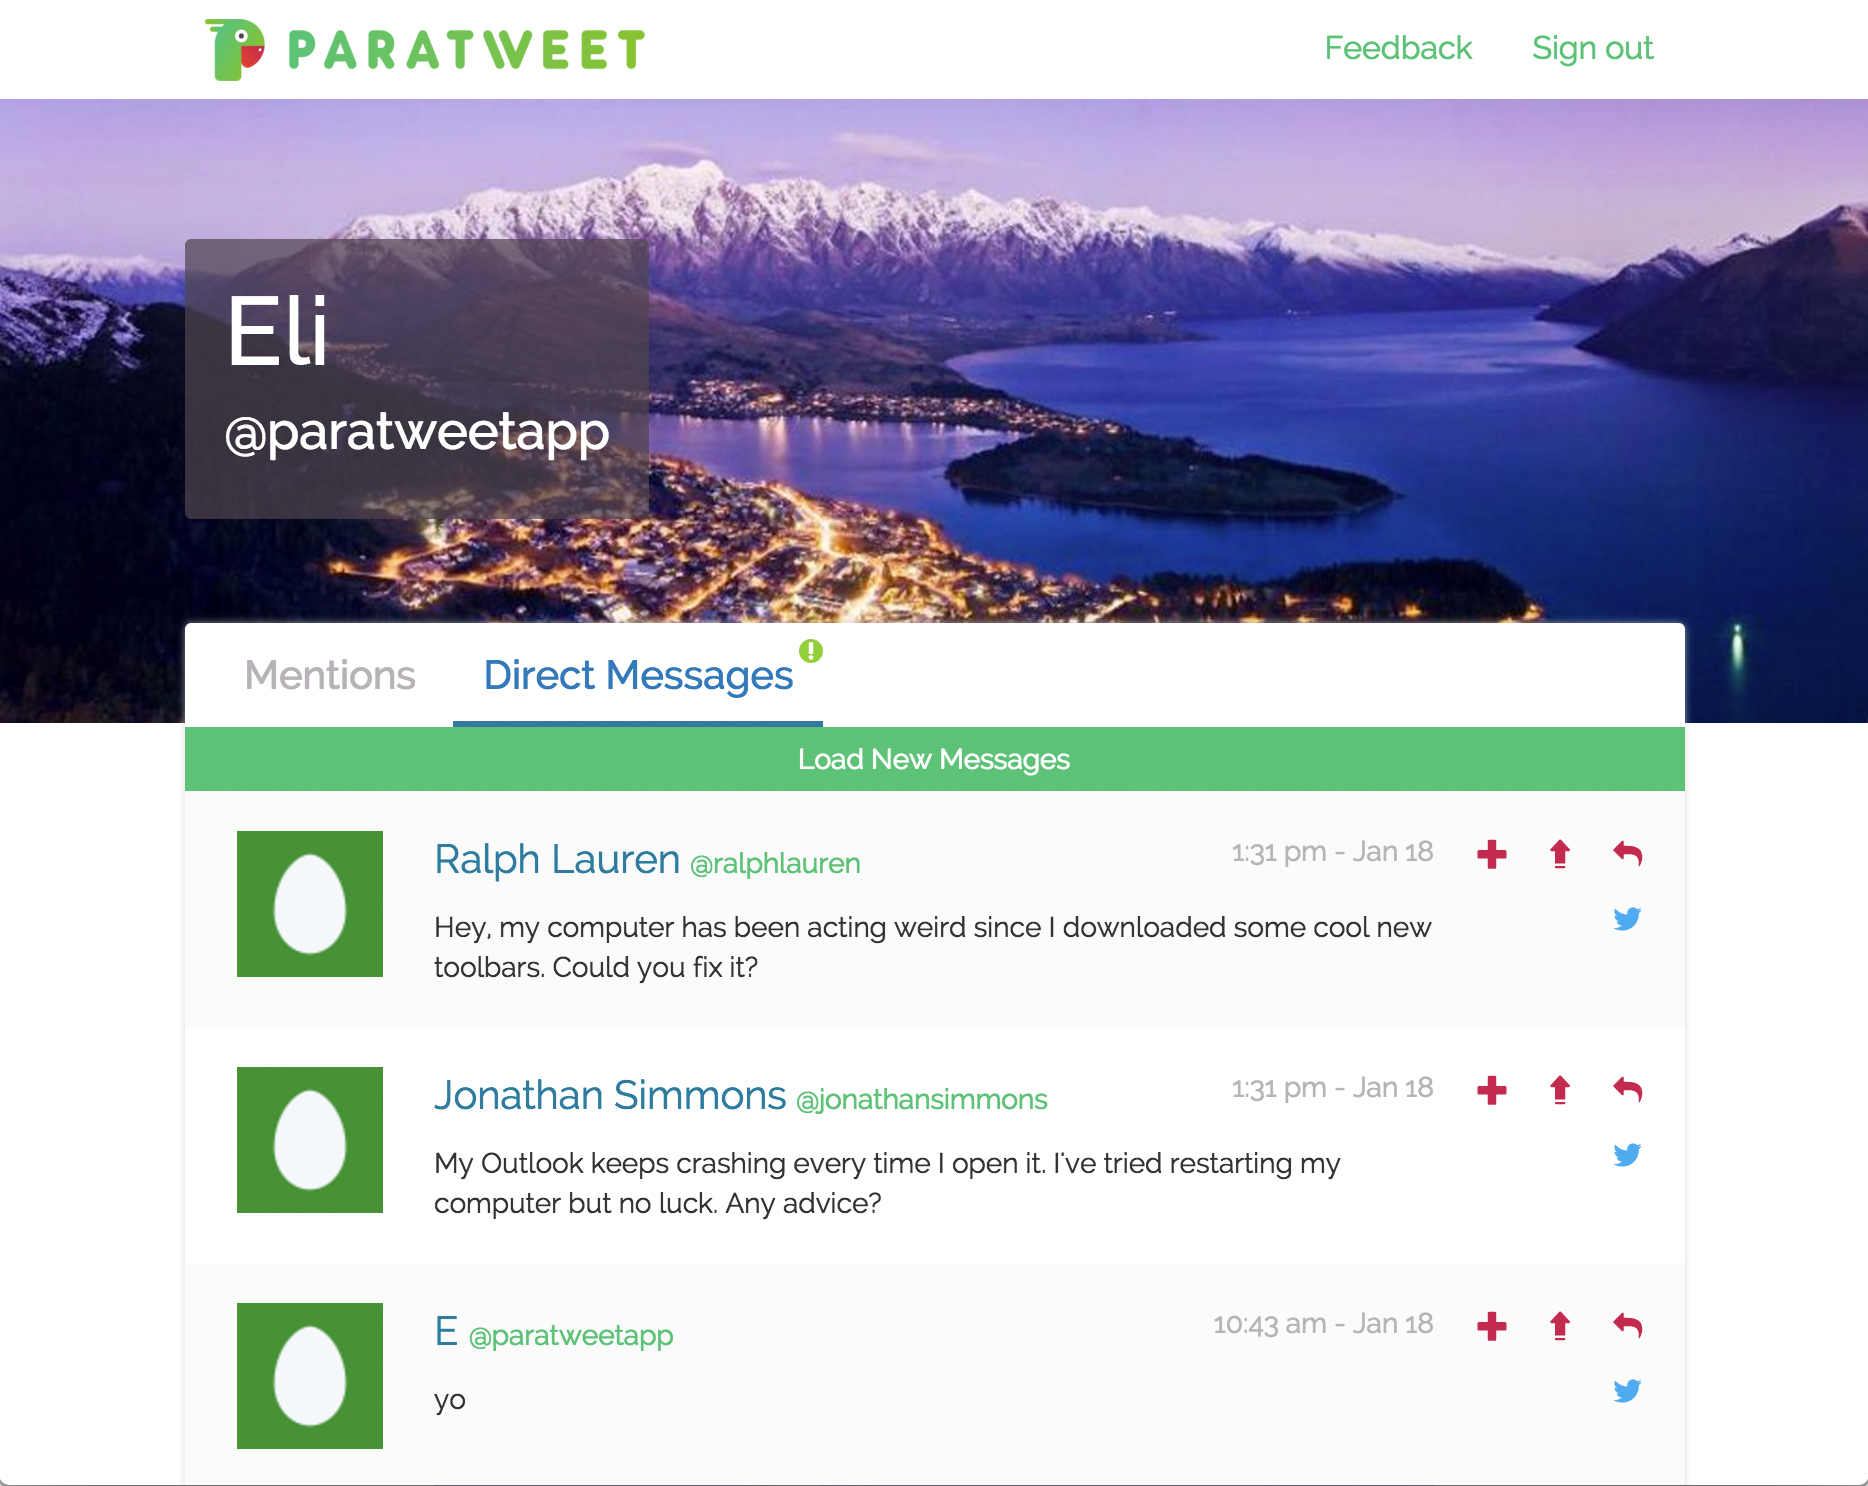 PARATWEET
Feedback
Sign out
Eli
@paratweetapp
Mentions
Direct Messages
Load New Messages
Ralph Lauren @ralphlauren
1:31 pm - Jan 18
Hey, my computer has been acting weird since I downloaded some cool new
toolbars. Could you fix it?
Jonathan Simmons @jonathansimmons
1:31 pm - Jan 18
My Outlook keeps crashing every time I open it. I've tried restarting my
computer but no luck. Any advice?
E @paratweetapp
10:43 am - Jan 18
yo